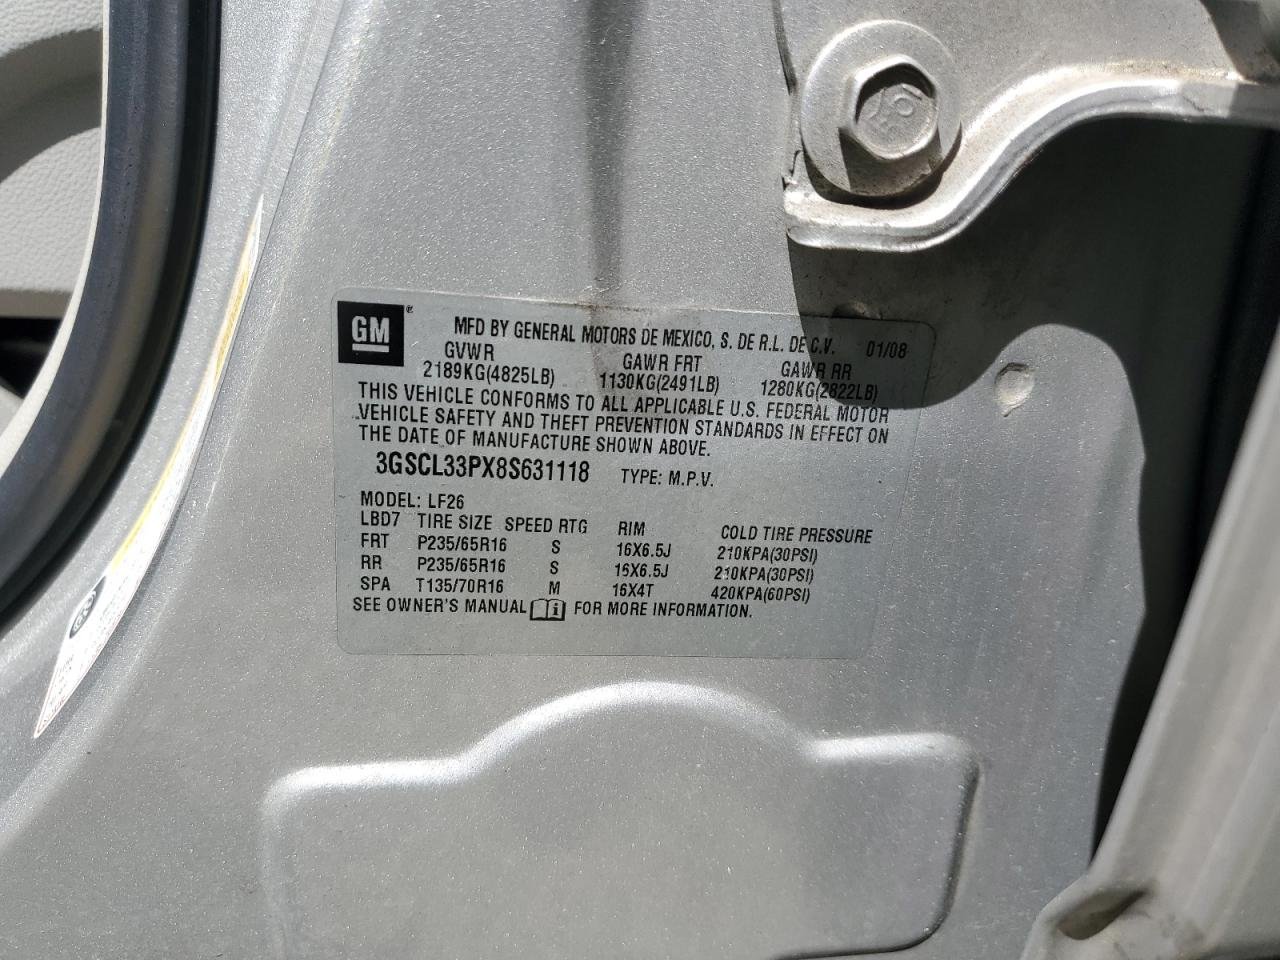 GM ® MFD BY GENERAL MOTORS DE MEXICO, S. DE R.L. DE C.V. 01/08
GVWR GAWR FRT GAWR RR
2189KG(4825LB) 1130KG(2491LB) 1280KG(2822LB)
THIS VEHICLE CONFORMS TO ALL APPLICABLE U.S. FEDERAL MOTOR
VEHICLE SAFETY AND THEFT PREVENTION STANDARDS IN EFFECT ON
THE DATE OF MANUFACTURE SHOWN ABOVE.
3GSCL33PX8S631118 TYPE: M.P.V.
MODEL: LF26
LBD7 TIRE SIZE SPEED RTG RIM COLD TIRE PRESSURE
FRT P235/65R16 S 16X6.5J 210KPA(30PSI)
RR P235/65R16 S 16X6.5J 210KPA(30PSI)
SPA T135/70R16 M 16X4T 420KPA(60PSI)
SEE OWNER'S MANUAL FOR MORE INFORMATION.